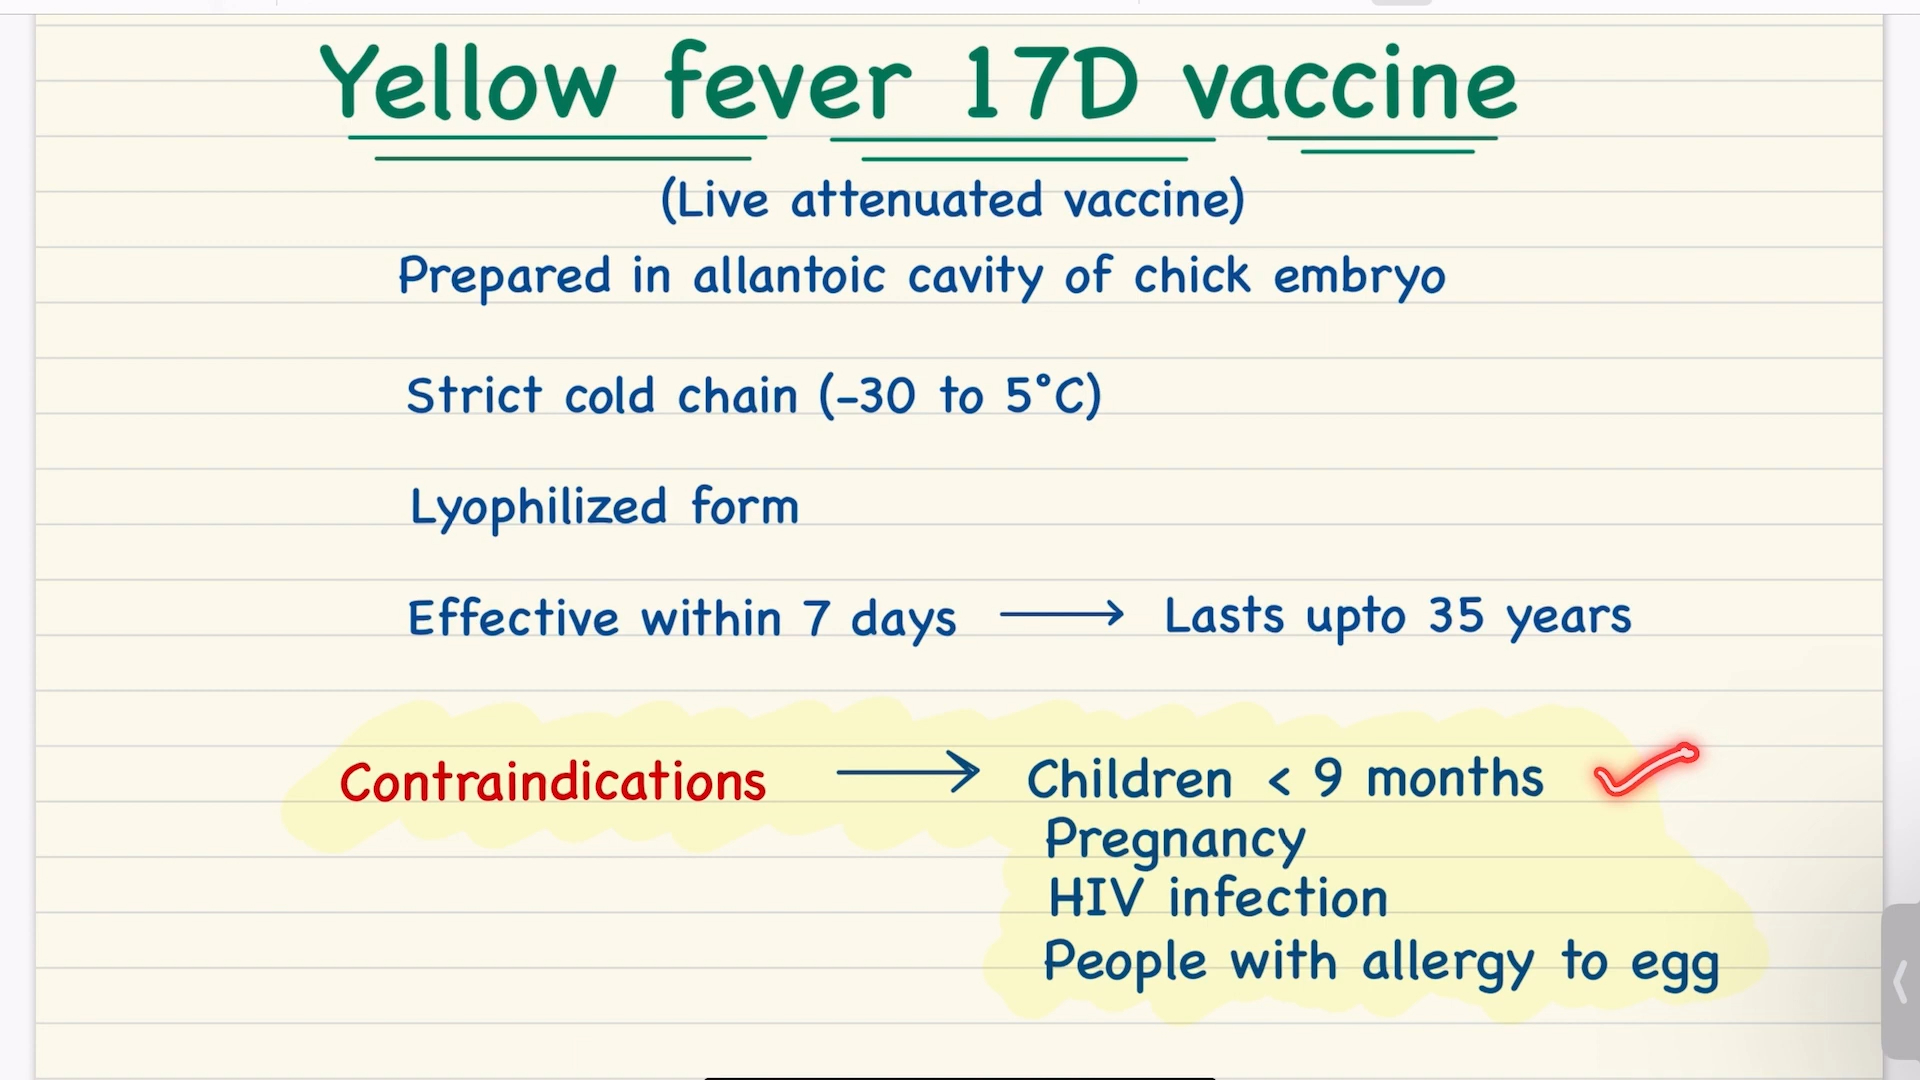 Yellow fever 17D vaccine
(Live attenuated vaccine)
Prepared in allantoic cavity of chick embryo
Strict cold chain (-30 to 5°C)
Lyophilized form
Effective within 7 days → Lasts upto 35 years
Contraindications → Children < 9 months
Pregnancy
HIV infection
People with allergy to egg